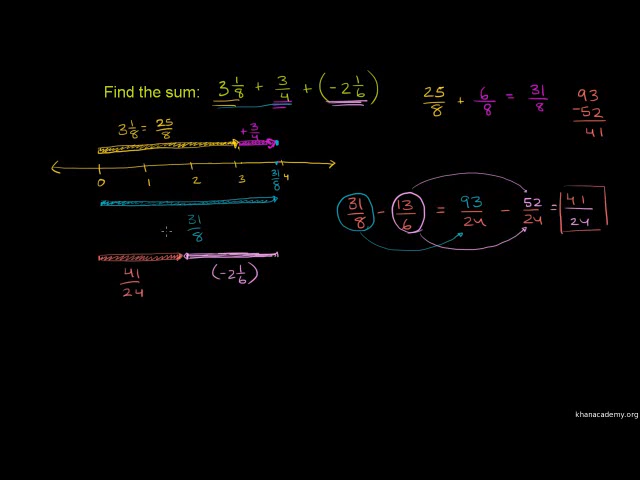 Find the sum: 3 1/8 + 3/4 + (-2 1/6)
25/8 + 6/8 = 31/8
93
-52
41
3 1/8 = 25/8
+ 3/4
0 1 2 3 31/8 4
31/8
31/8 - 13/6 = 93/24 - 52/24 = 41/24
41/24
(-2 1/6)
khanacademy.org